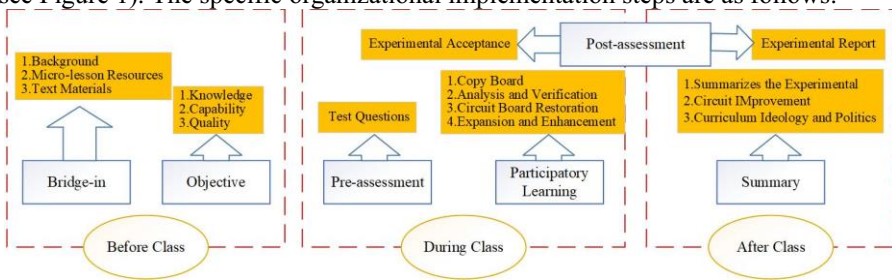 see Figure 1). The specific organizational implementation steps are as follows.
Experimental Acceptance
Post-assessment
Experimental Report
1.Background
2.Micro-lesson Resources
3.Text Materials
1.Knowledge
2.Capability
3.Quality
Test Questions
1.Copy Board
2.Analysis and Verification
3.Circuit Board Restoration
4.Expansion and Enhancement
1.Summarizes the Experimental
2.Circuit IMprovement
3.Curriculum Ideology and Politics
Bridge-in
Objective
Pre-assessment
Participatory
Learning
Summary
Before Class
During Class
After Class